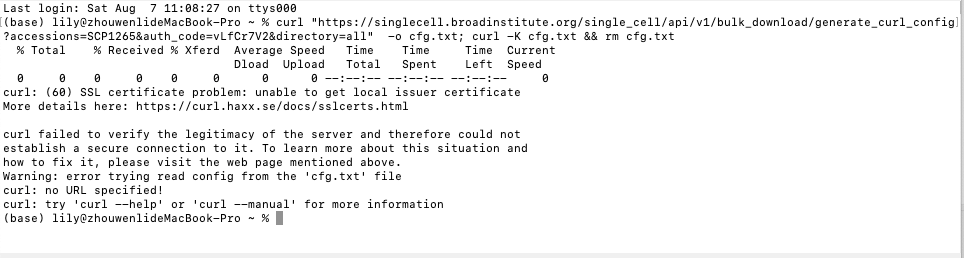 Last login: Sat Aug  7 11:08:27 on ttys000
(base) lily@zhouwenlideMacBook-Pro ~ % curl "https://singlecell.broadinstitute.org/single_cell/api/v1/bulk_download/generate_curl_config
?accessions=SCP1265&auth_code=vLfCr7V2&directory=all"  -o cfg.txt; curl -K cfg.txt && rm cfg.txt
  % Total    % Received % Xferd  Average Speed   Time    Time     Time  Current
                                 Dload  Upload   Total   Spent    Left  Speed
  0     0    0     0    0     0      0      0 --:--:-- --:--:-- --:--:--     0
curl: (60) SSL certificate problem: unable to get local issuer certificate
More details here: https://curl.haxx.se/docs/sslcerts.html

curl failed to verify the legitimacy of the server and therefore could not
establish a secure connection to it. To learn more about this situation and
how to fix it, please visit the web page mentioned above.
Warning: error trying read config from the 'cfg.txt' file
curl: no URL specified!
curl: try 'curl --help' or 'curl --manual' for more information
(base) lily@zhouwenlideMacBook-Pro ~ %